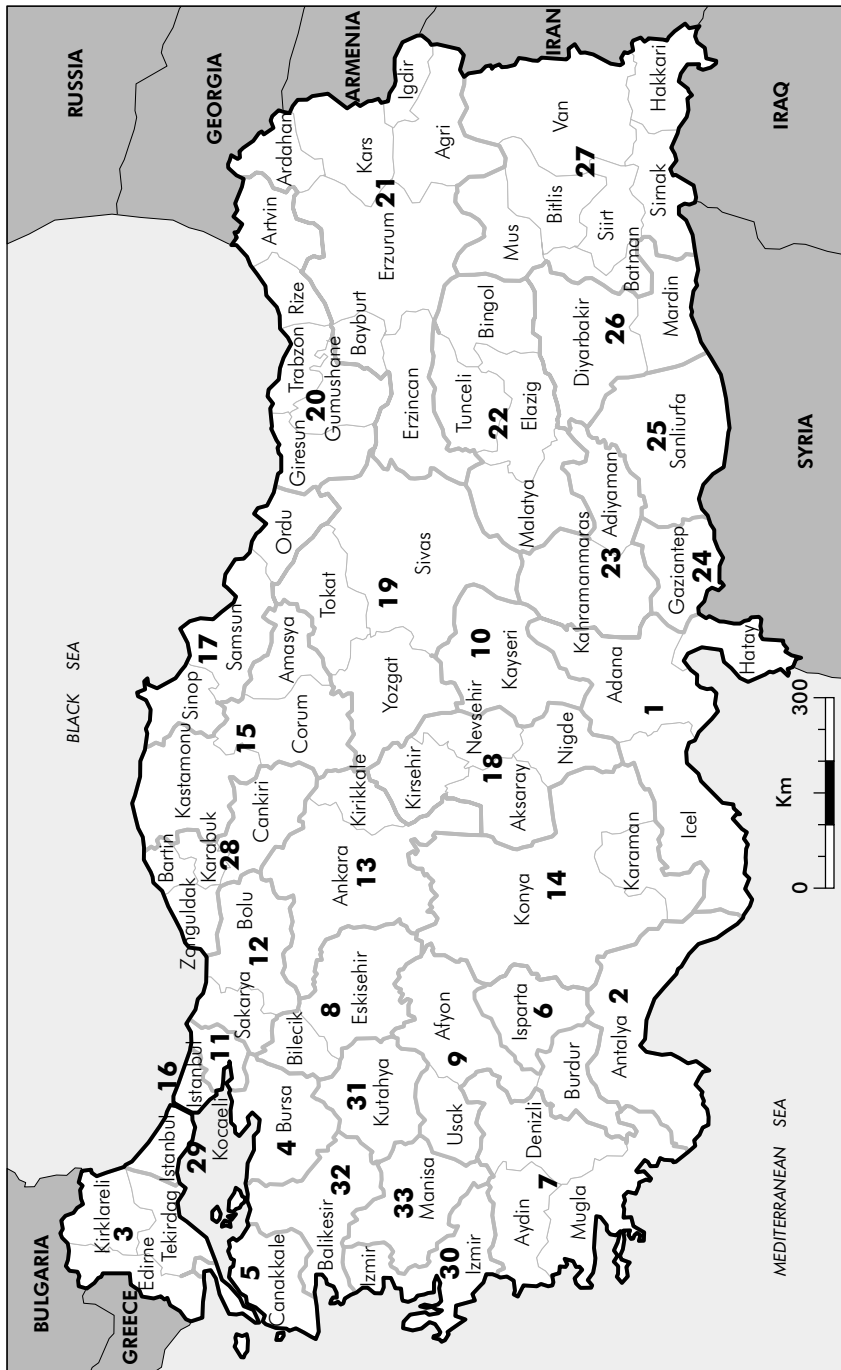 BULGARIA
GREECE
RUSSIA
GEORGIA
ARMENIA
IRAN
IRAQ
SYRIA
BLACK SEA
MEDITERRANEAN SEA
Kirklareli
3
Edirne
Tekirdag
Istanbul
16
29
Istanbul
Kocaeli
11
Sakarya
Bolu
12
Zonguldak
Bartin
Karabuk
28
Kastamonu
Cankiri
Sinop
15
Corum
17
Samsun
Amasya
Ordu
Tokat
Giresun
20
Gumushane
Trabzon
Rize
Artvin
Ardahan
Bayburt
Kars
21
Erzurum
Igdir
Agri
5
Canakkale
Balikesir
32
4
Bursa
Bilecik
8
Eskisehir
Ankara
13
Kirikkale
Kirsehir
Yozgat
19
Sivas
Erzincan
Tunceli
22
Elazig
Bingol
Mus
Bitlis
Van
27
Siirt
Batman
Sirnak
Hakkari
Izmir
30
Izmir
33
Manisa
31
Kutahya
Usak
9
Afyon
Aydin
7
Mugla
Denizli
Burdur
Isparta
6
Antalya
2
Konya
14
Karaman
Icel
Aksaray
18
Nevsehir
Nigde
10
Kayseri
Adana
1
Hatay
Kahramanmaras
23
Adiyaman
Malatya
Gaziantep
24
25
Sanliurfa
Diyarbakir
26
Mardin
0 Km 300